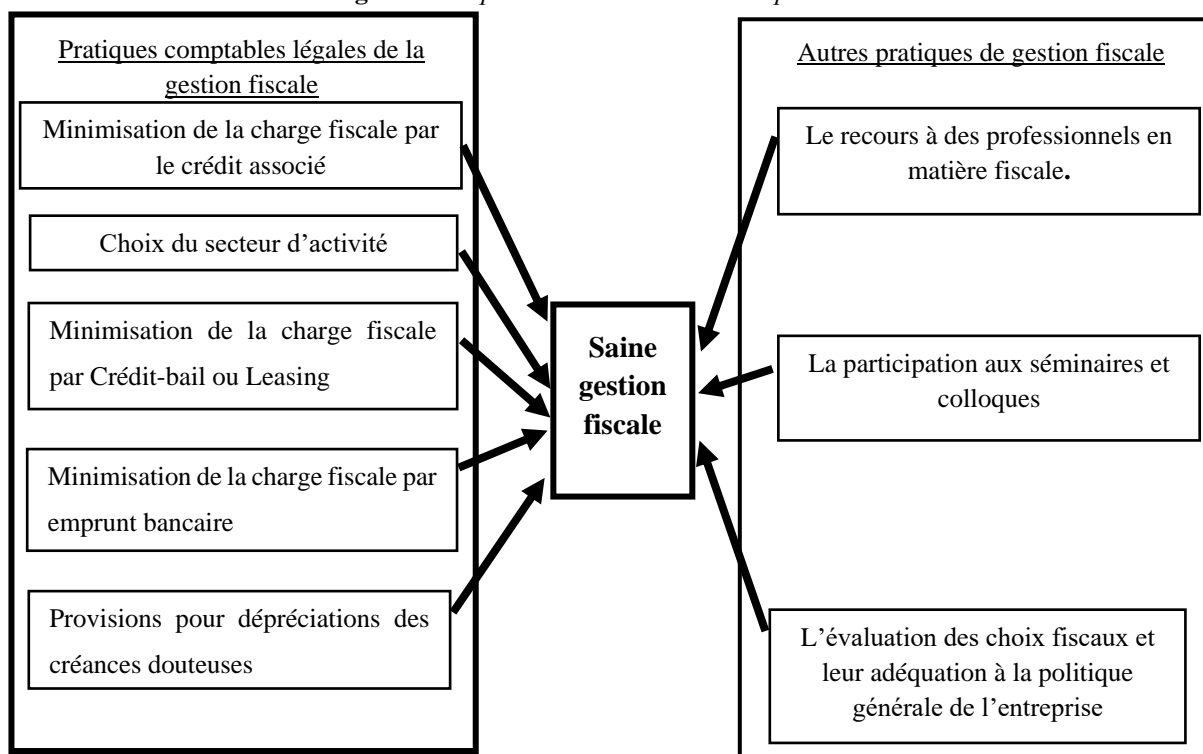 Pratiques comptables légales de la
gestion fiscale
Minimisation de la charge fiscale par
le crédit associé
Choix du secteur d’activité
Minimisation de la charge fiscale
par Crédit-bail ou Leasing
Minimisation de la charge fiscale par
emprunt bancaire
Provisions pour dépréciations des
créances douteuses
Saine
gestion
fiscale
Autres pratiques de gestion fiscale
Le recours à des professionnels en
matière fiscale.
La participation aux séminaires et
colloques
L’évaluation des choix fiscaux et
leur adéquation à la politique
générale de l’entreprise